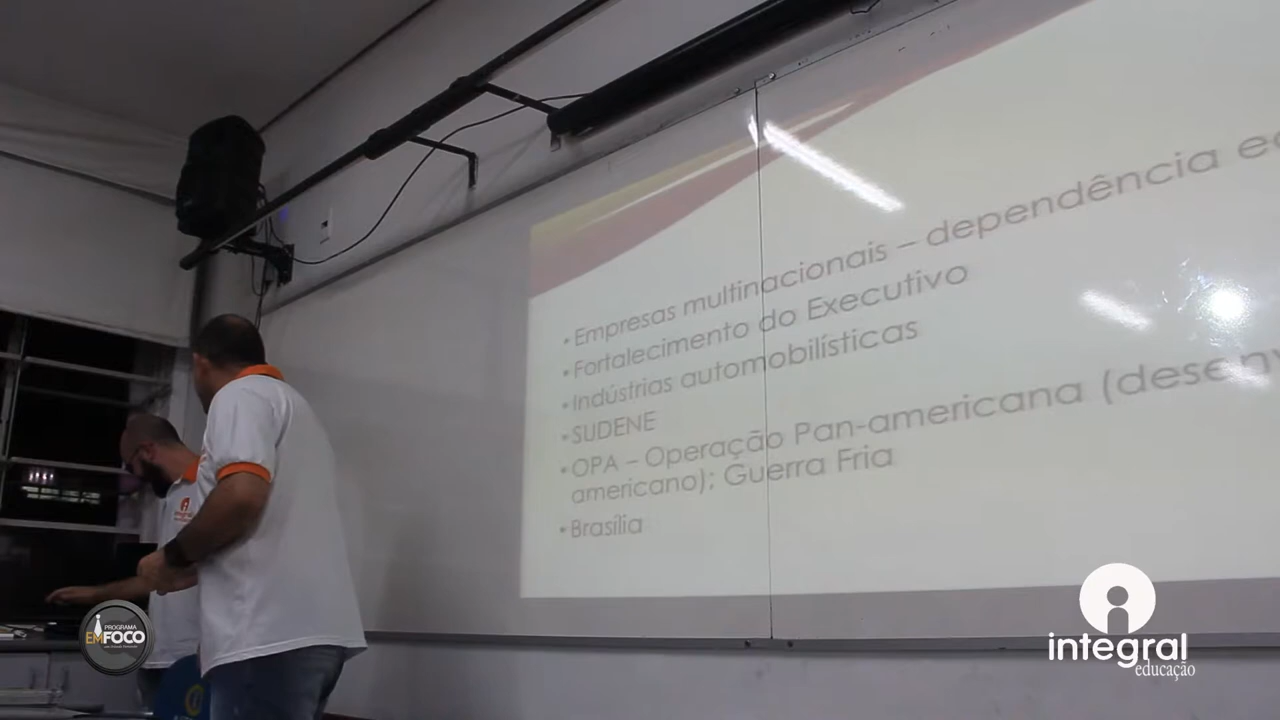 • Empresas multinacionais – dependência
• Fortalecimento do Executivo
• Indústrias automobilísticas
• SUDENE
• OPA – Operação Pan-americana (desenv
americano); Guerra Fria
• Brasília
PROGRAMA
EMFOCO
integral
educação